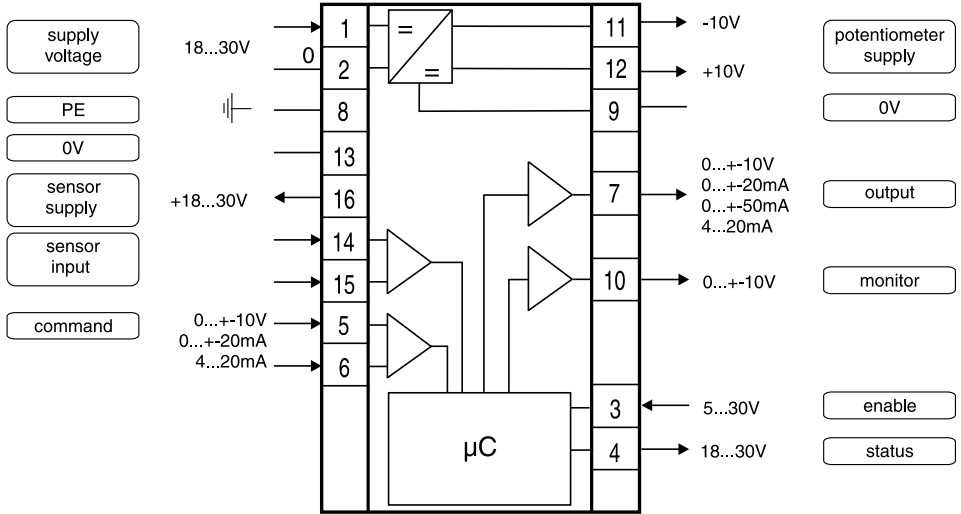 supply
voltage
18...30V
0
1
2
=
=
11
12
-10V
+10V
potentiometer
supply
PE
8
9
0V
0V
13
sensor
supply
+18...30V
16
7
0...+-10V
0...+-20mA
0...+-50mA
4...20mA
output
sensor
input
14
15
10
0...+-10V
monitor
command
0...+-10V
0...+-20mA
4...20mA
5
6
µC
3
5...30V
enable
4
18...30V
status